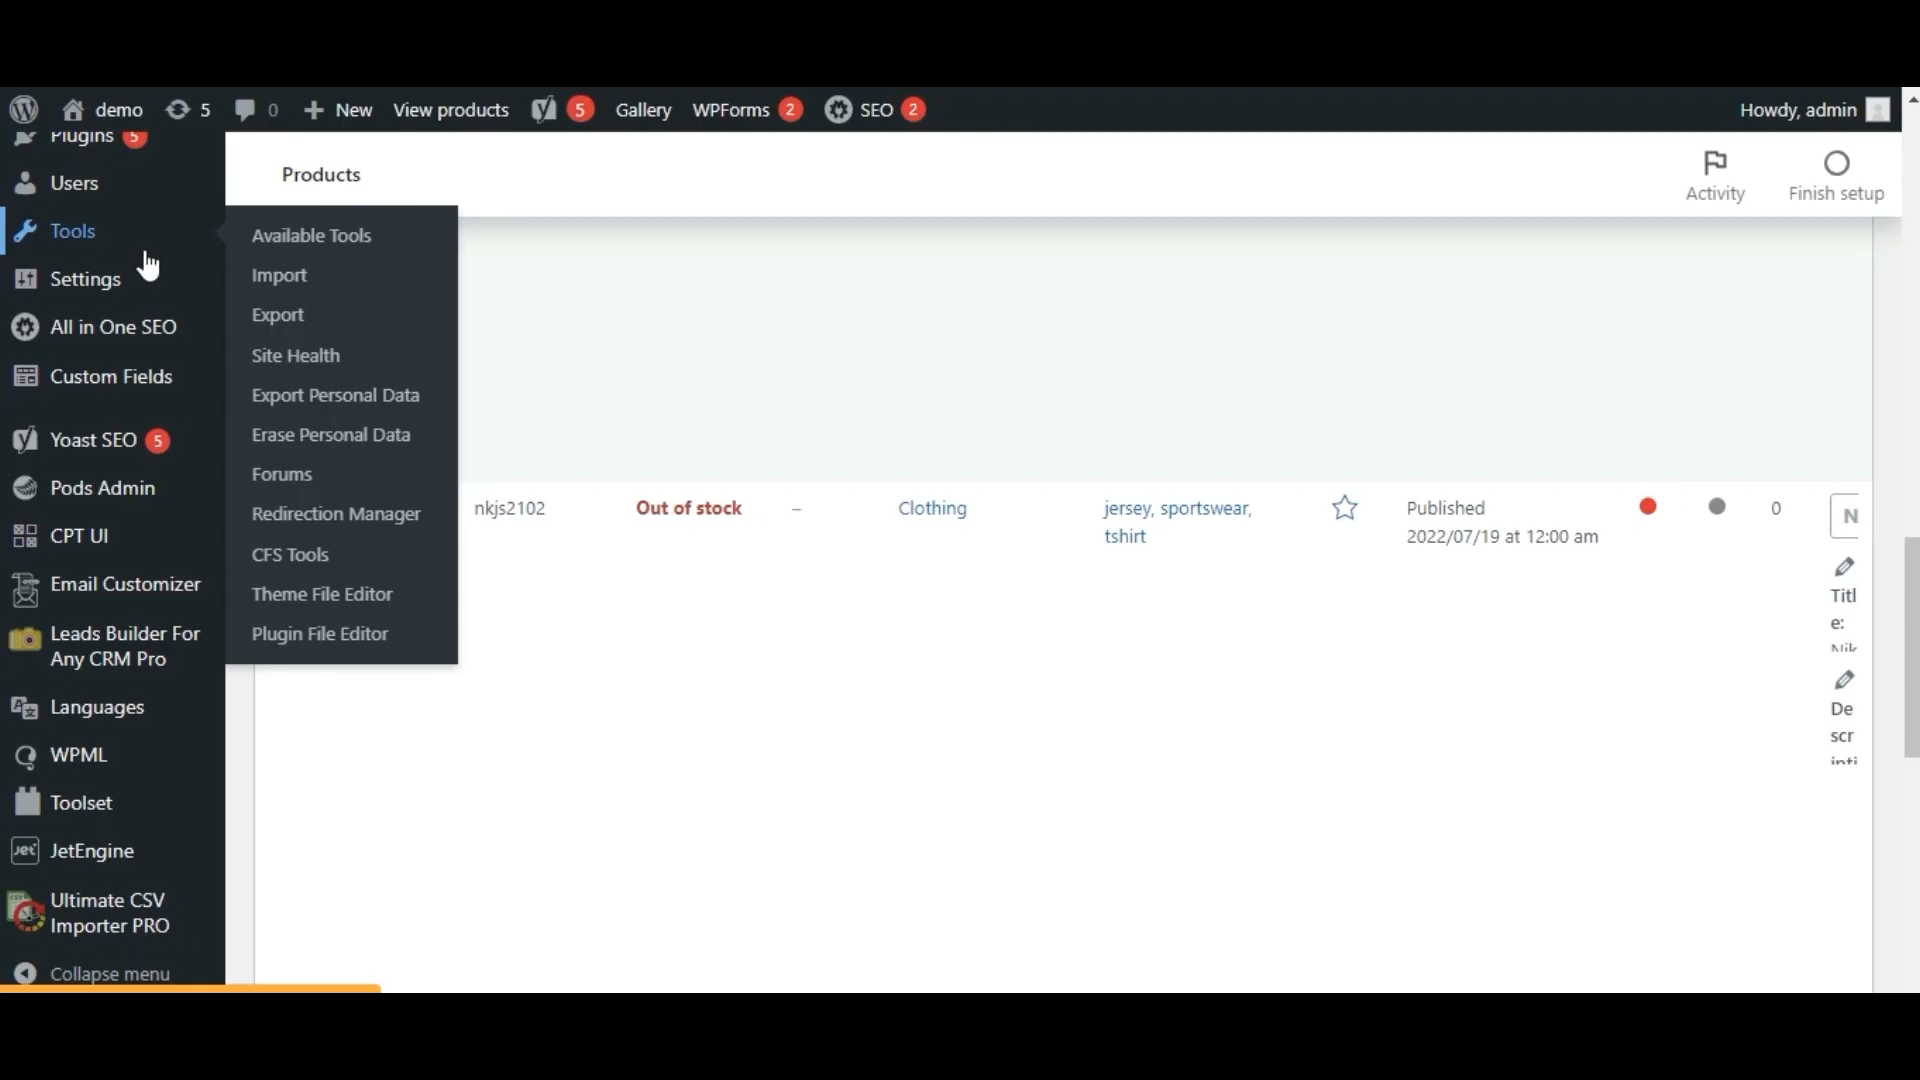 demo 5 0 New View products 5 Gallery WPForms 2 SEO 2 Howdy, admin
Plugins 5
Users
Tools
Settings
All in One SEO
Custom Fields
Yoast SEO 5
Pods Admin
CPT UI
Email Customizer
Leads Builder For
Any CRM Pro
Languages
WPML
Toolset
JetEngine
Ultimate CSV
Importer PRO
Collapse menu
Products
Activity
Finish setup
Available Tools
Import
Export
Site Health
Export Personal Data
Erase Personal Data
Forums
Redirection Manager
CFS Tools
Theme File Editor
Plugin File Editor
nkjs2102 Out of stock – Clothing jersey, sportswear, Published 0 N
tshirt 2022/07/19 at 12:00 am
Titl
e:
Nik
De
scr
ipti